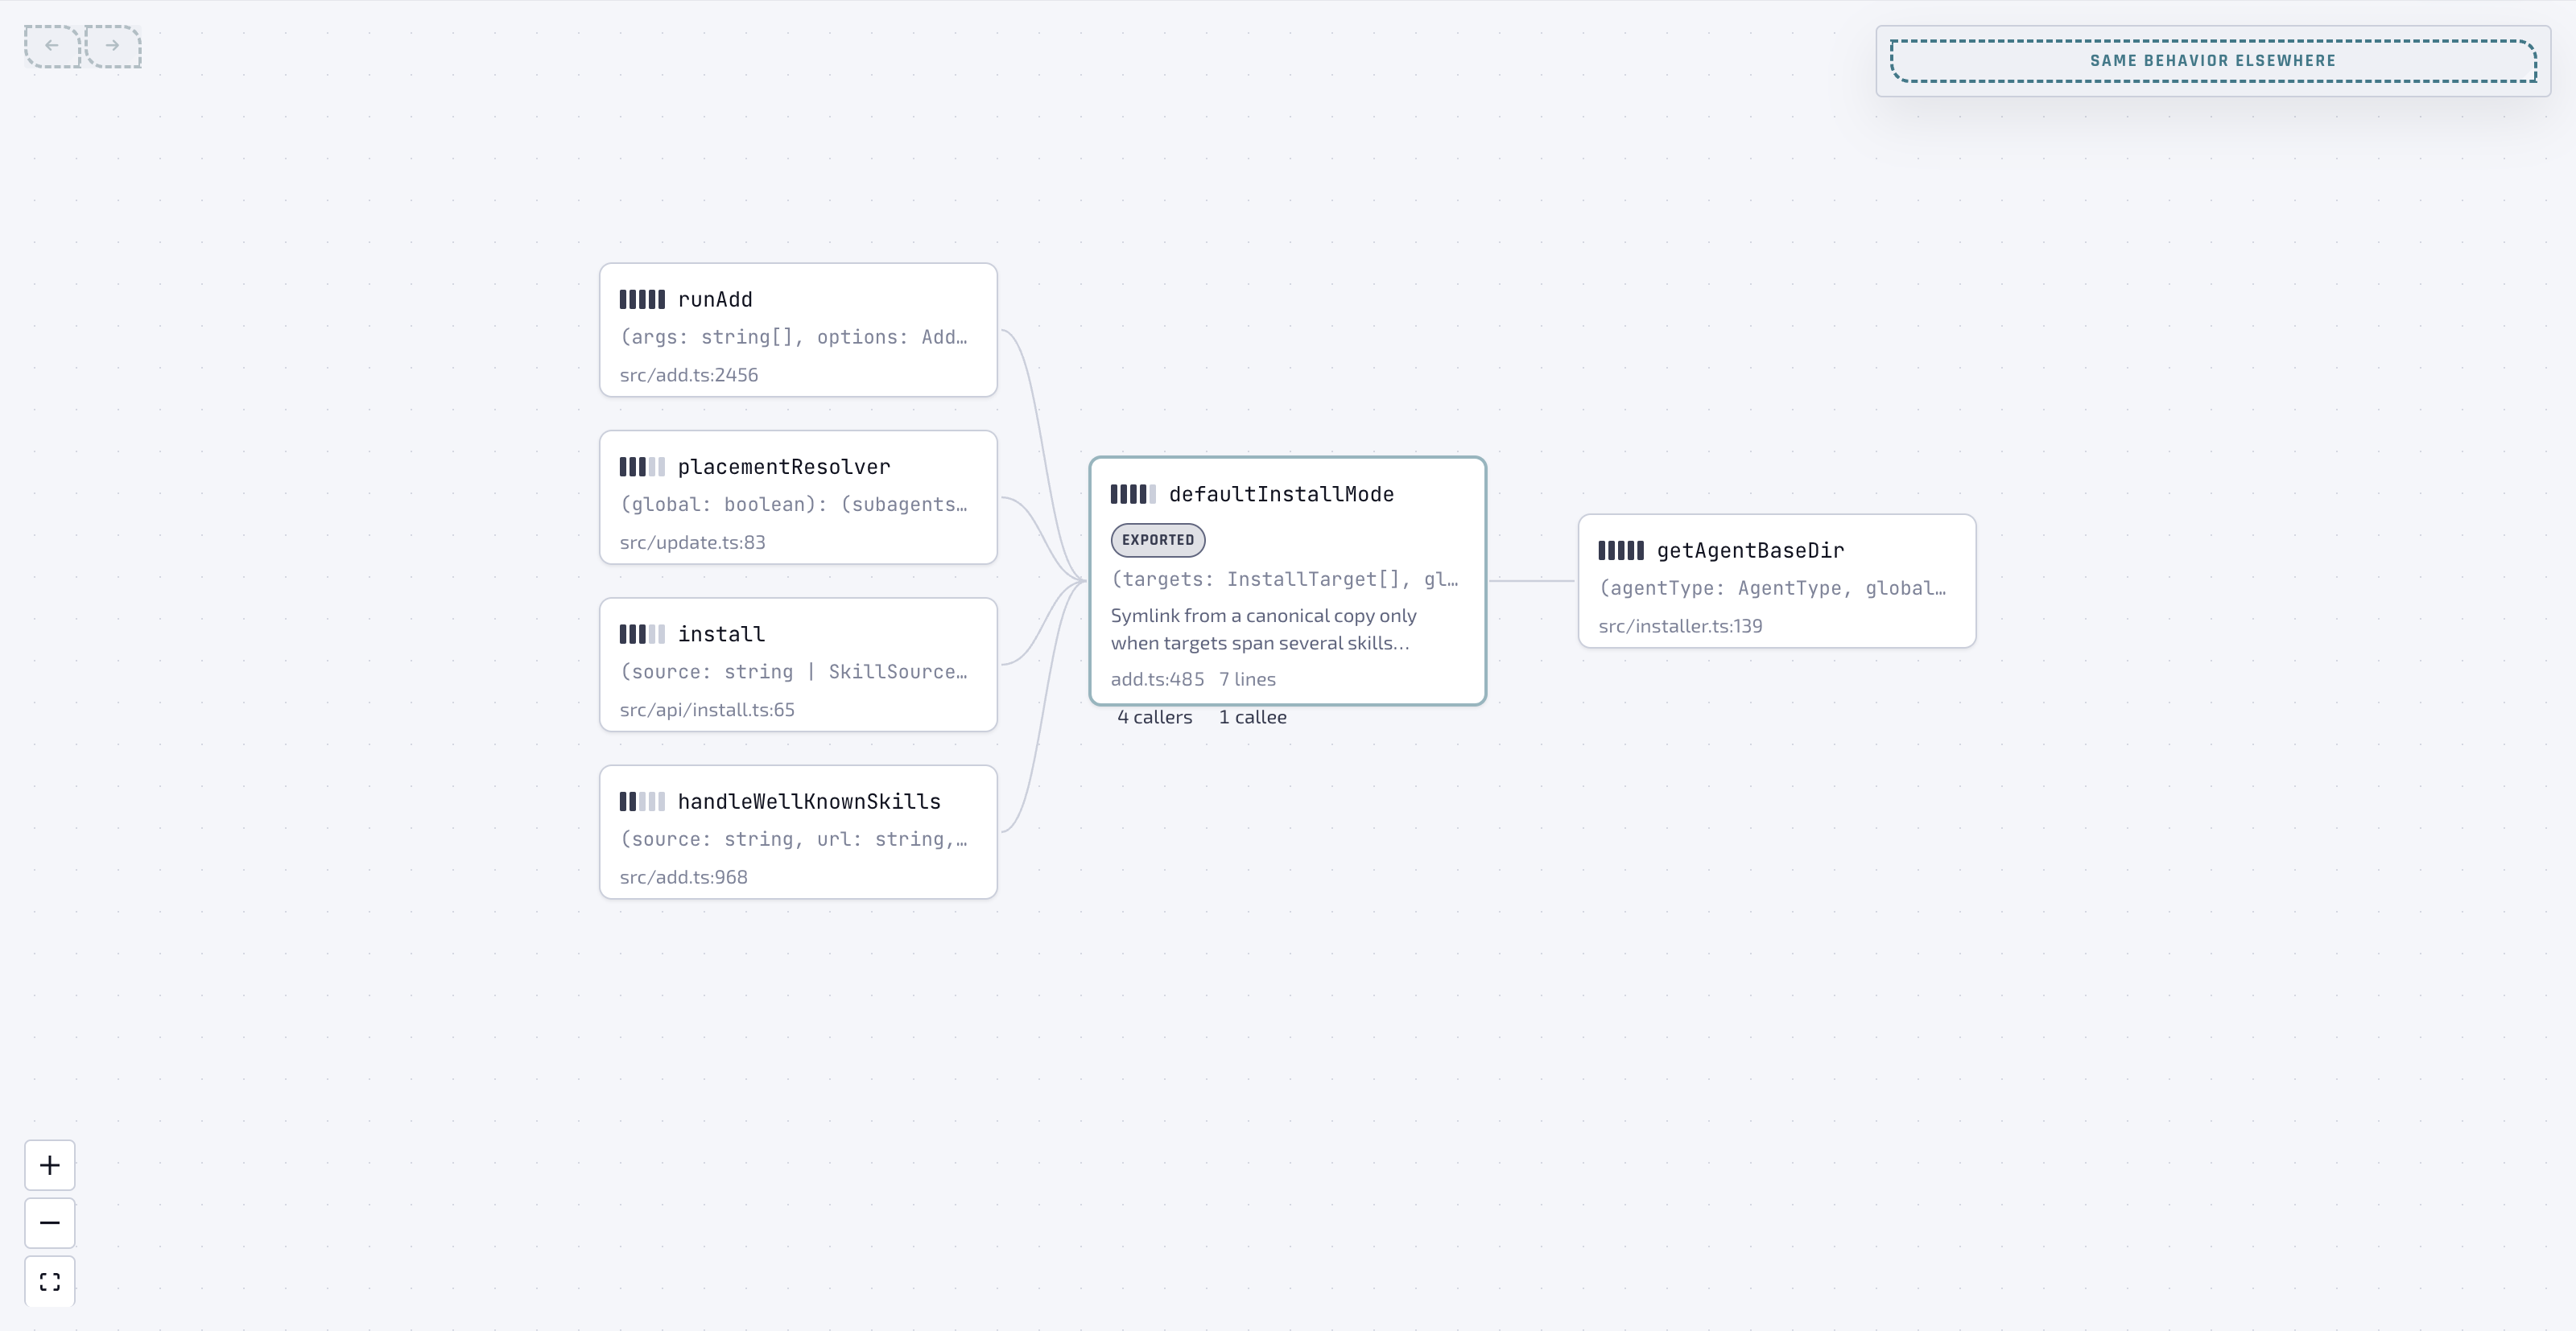 SAME BEHAVIOR ELSEWHERE
runAdd
(args: string[], options: Add…
src/add.ts:2456
placementResolver
(global: boolean): (subagents…
src/update.ts:83
install
(source: string | SkillSource…
src/api/install.ts:65
handleWellKnownSkills
(source: string, url: string,…
src/add.ts:968
defaultInstallMode
EXPORTED
(targets: InstallTarget[], gl…
Symlink from a canonical copy only
when targets span several skills…
add.ts:485 7 lines
4 callers 1 callee
getAgentBaseDir
(agentType: AgentType, global…
src/installer.ts:139